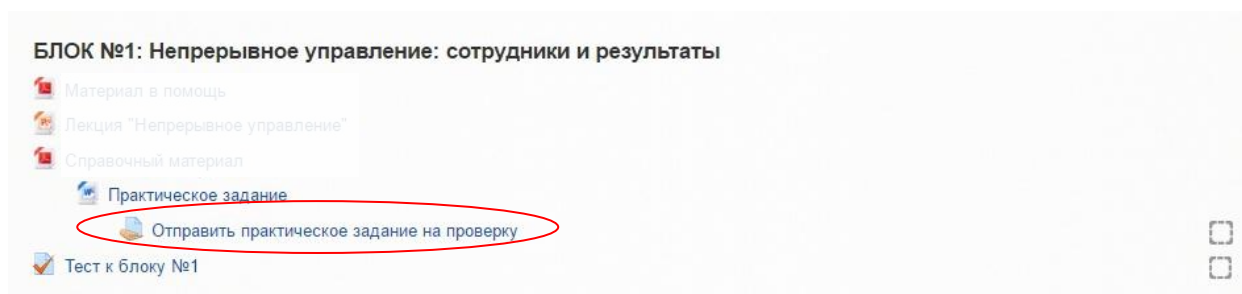 БЛОК №1: Непрерывное управление: сотрудники и результаты
Материал в помощь
Лекция "Непрерывное управление"
Справочный материал
Практическое задание
Отправить практическое задание на проверку
Тест к блоку №1